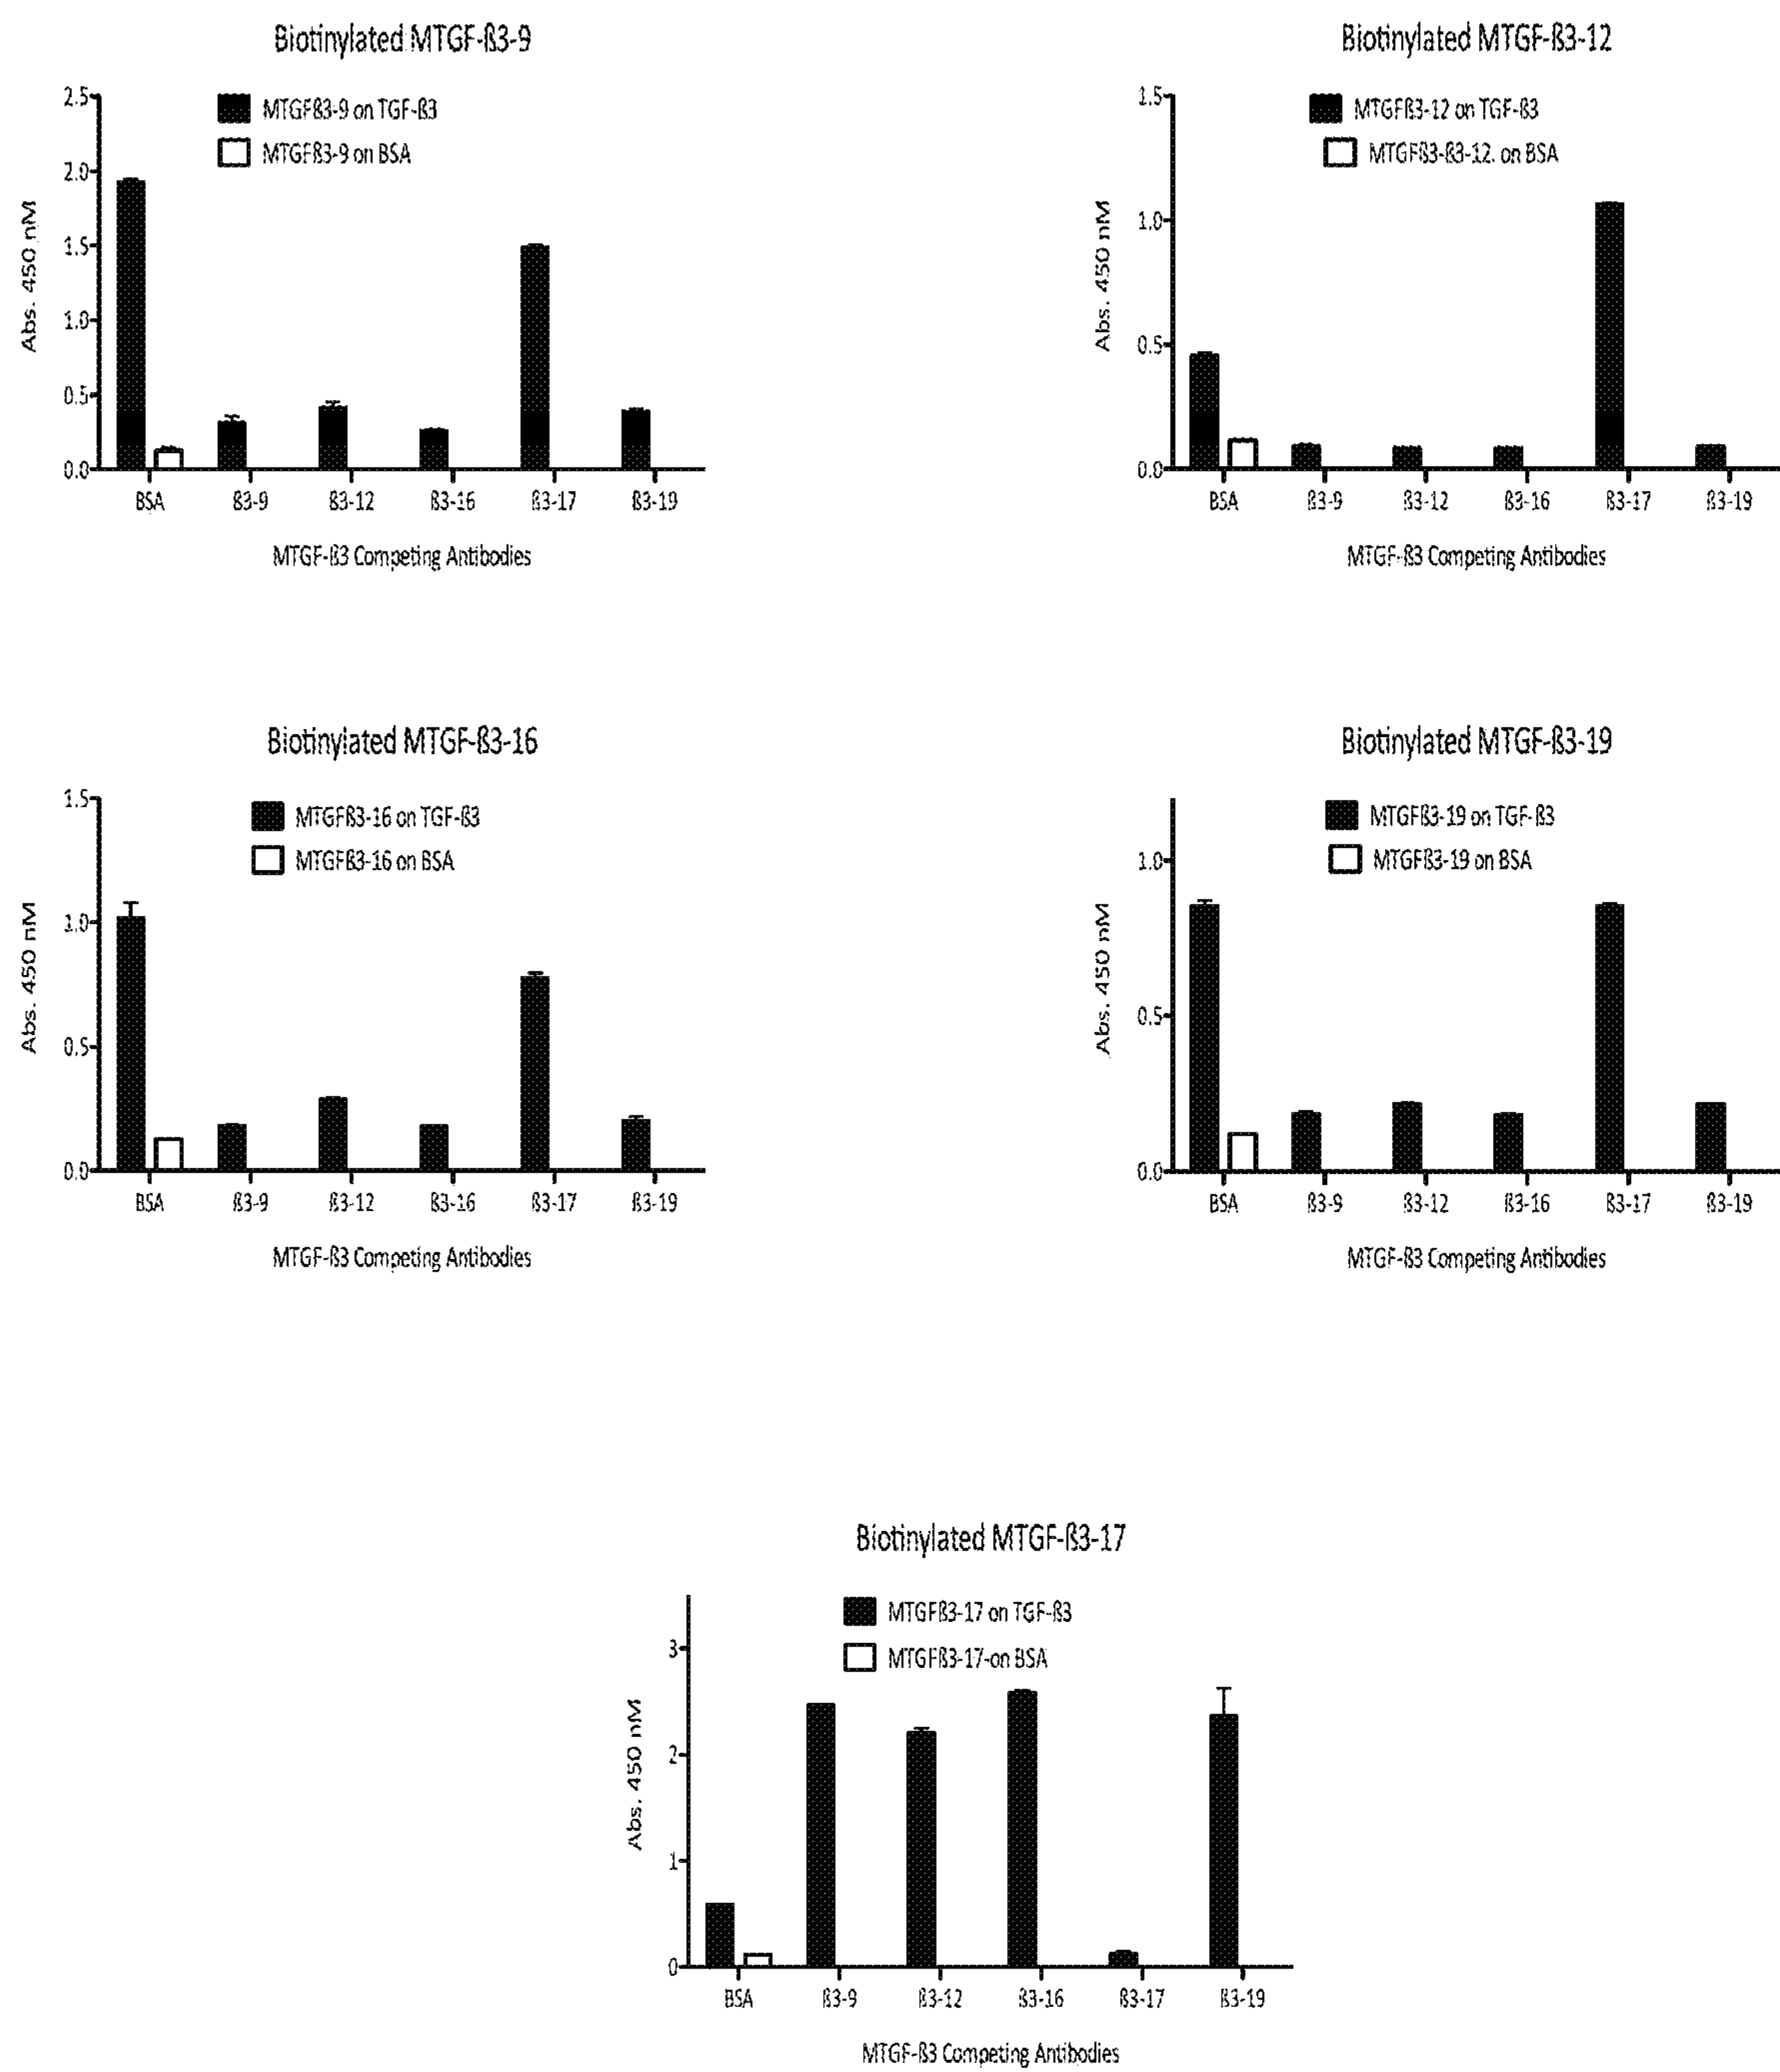 Biotinylated MTGF-ß3-9
MTGFß3-9 on TGF-ß3
MTGFß3-9 on BSA
Abs. 450 nM
2.5
2.0
1.5
1.0
0.5
0.0
BSA ß3-9 ß3-12 ß3-16 ß3-17 ß3-19
MTGF-ß3 Competing Antibodies
Biotinylated MTGF-ß3-12
MTGFß3-12 on TGF-ß3
MTGFß3-ß3-12. on BSA
Abs. 450 nM
1.5
1.0
0.5
0.0
BSA ß3-9 ß3-12 ß3-16 ß3-17 ß3-19
MTGF-ß3 Competing Antibodies
Biotinylated MTGF-ß3-16
MTGFß3-16 on TGF-ß3
MTGFß3-16 on BSA
Abs. 450 nM
1.5
1.0
0.5
0.0
BSA ß3-9 ß3-12 ß3-16 ß3-17 ß3-19
MTGF-ß3 Competing Antibodies
Biotinylated MTGF-ß3-19
MTGFß3-19 on TGF-ß3
MTGFß3-19 on BSA
Abs. 450 nM
1.0
0.5
0.0
BSA ß3-9 ß3-12 ß3-16 ß3-17 ß3-19
MTGF-ß3 Competing Antibodies
Biotinylated MTGF-ß3-17
MTGFß3-17 on TGF-ß3
MTGFß3-17-on BSA
Abs. 450 nM
3
2
1
0
BSA ß3-9 ß3-12 ß3-16 ß3-17 ß3-19
MTGF-ß3 Competing Antibodies